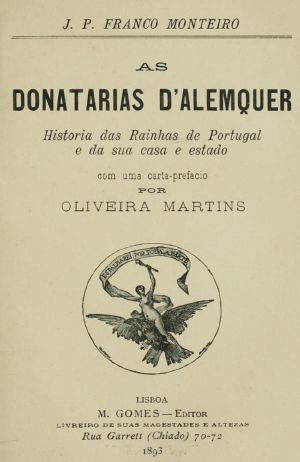 J. P. FRANCO MONTEIRO
AS
DONATARIAS D'ALEMQUER
Historia das Rainhas de Portugal
e da sua casa e estado
com uma carta-prefacio
POR
OLIVEIRA MARTINS
LISBOA
M. GOMES — EDITOR
LIVREIRO DE SUAS MAGESTADES E ALTEZAS
Rua Garrett (Chiado) 70-72
1893